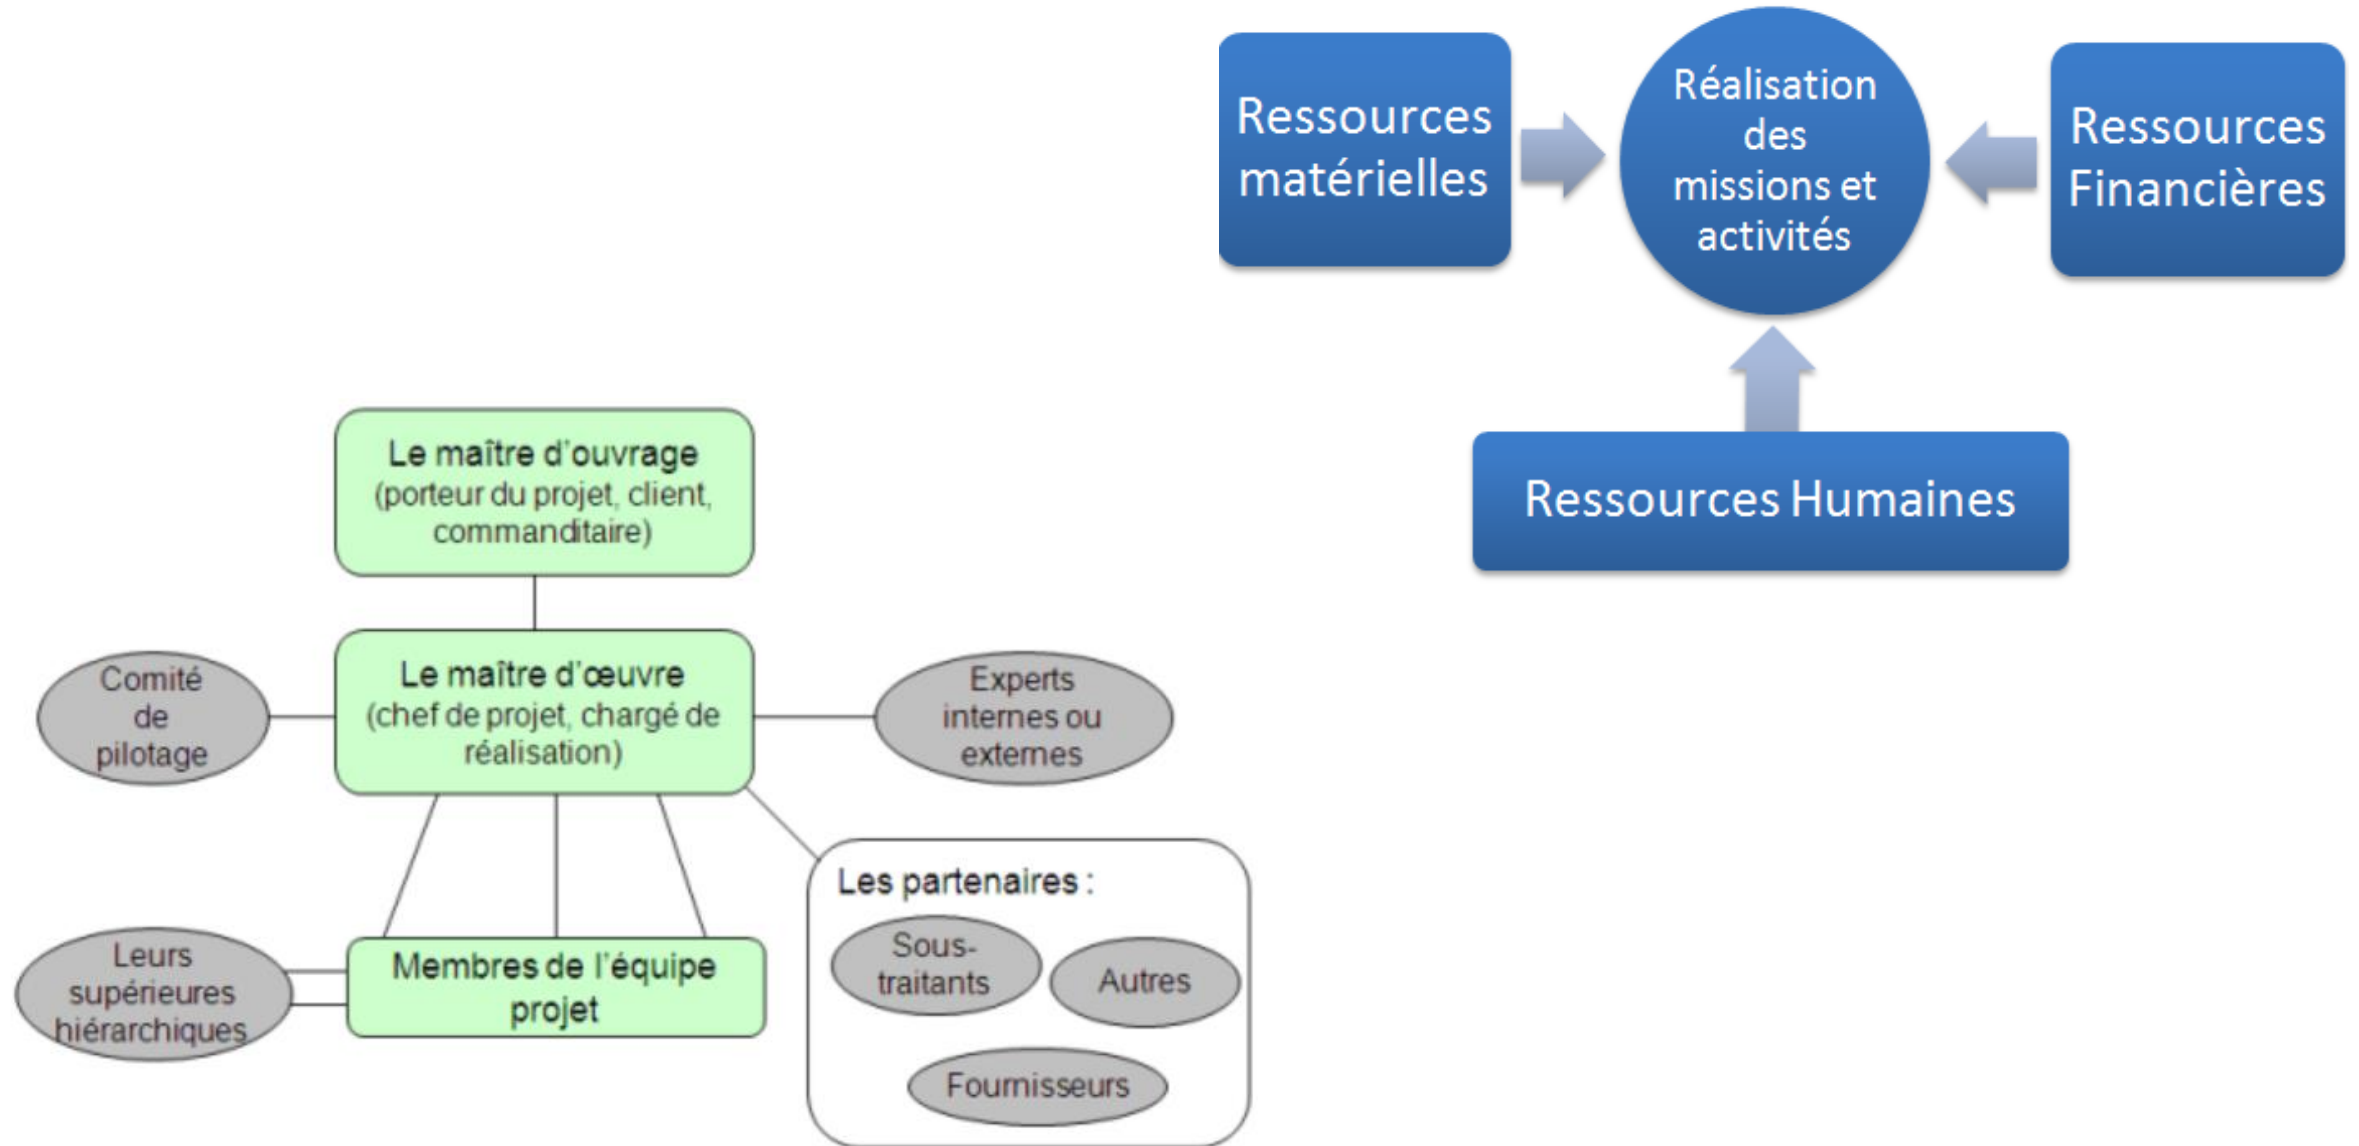 Ressources
matérielles
Réalisation
des
missions et
activités
Ressources
Financières
Ressources Humaines
Le maître d'ouvrage
(porteur du projet, client,
commanditaire)
Comité
de
pilotage
Le maître d'œuvre
(chef de projet, chargé de
réalisation)
Experts
internes ou
externes
Leurs
supérieures
hiérarchiques
Membres de l'équipe
projet
Les partenaires :
Sous-
traitants
Autres
Fournisseurs